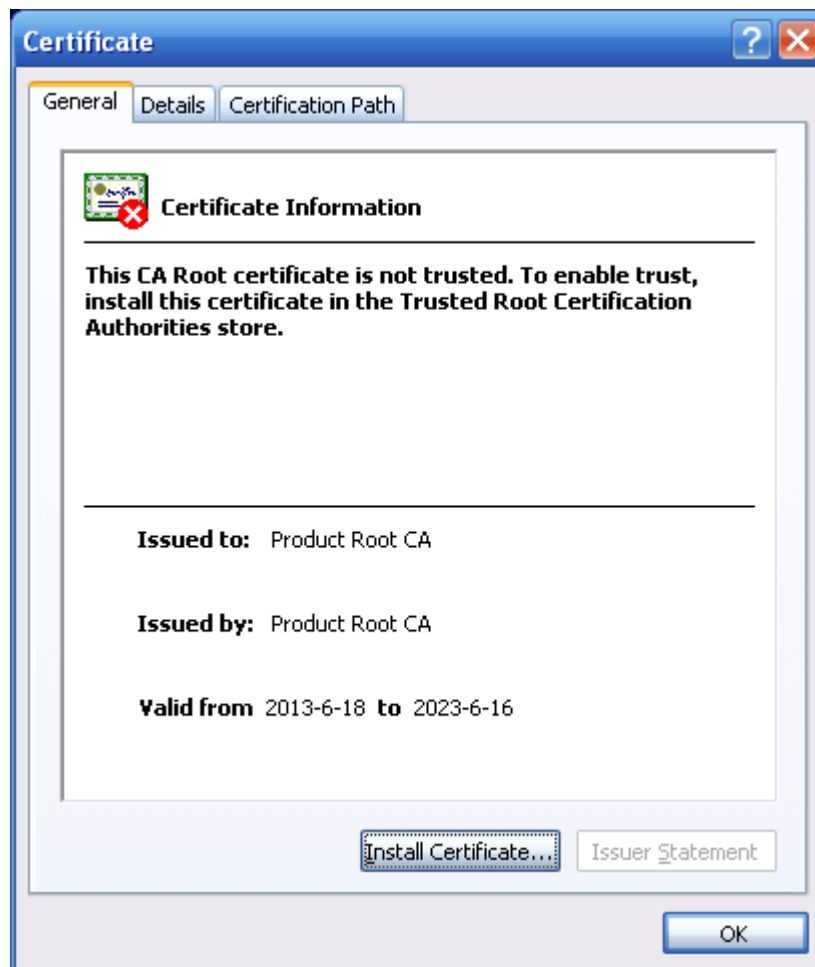 Certificate
General Details Certification Path
Certificate Information
This CA Root certificate is not trusted. To enable trust,
install this certificate in the Trusted Root Certification
Authorities store.
Issued to: Product Root CA
Issued by: Product Root CA
Valid from 2013-6-18 to 2023-6-16
Install Certificate... Issuer Statement
OK